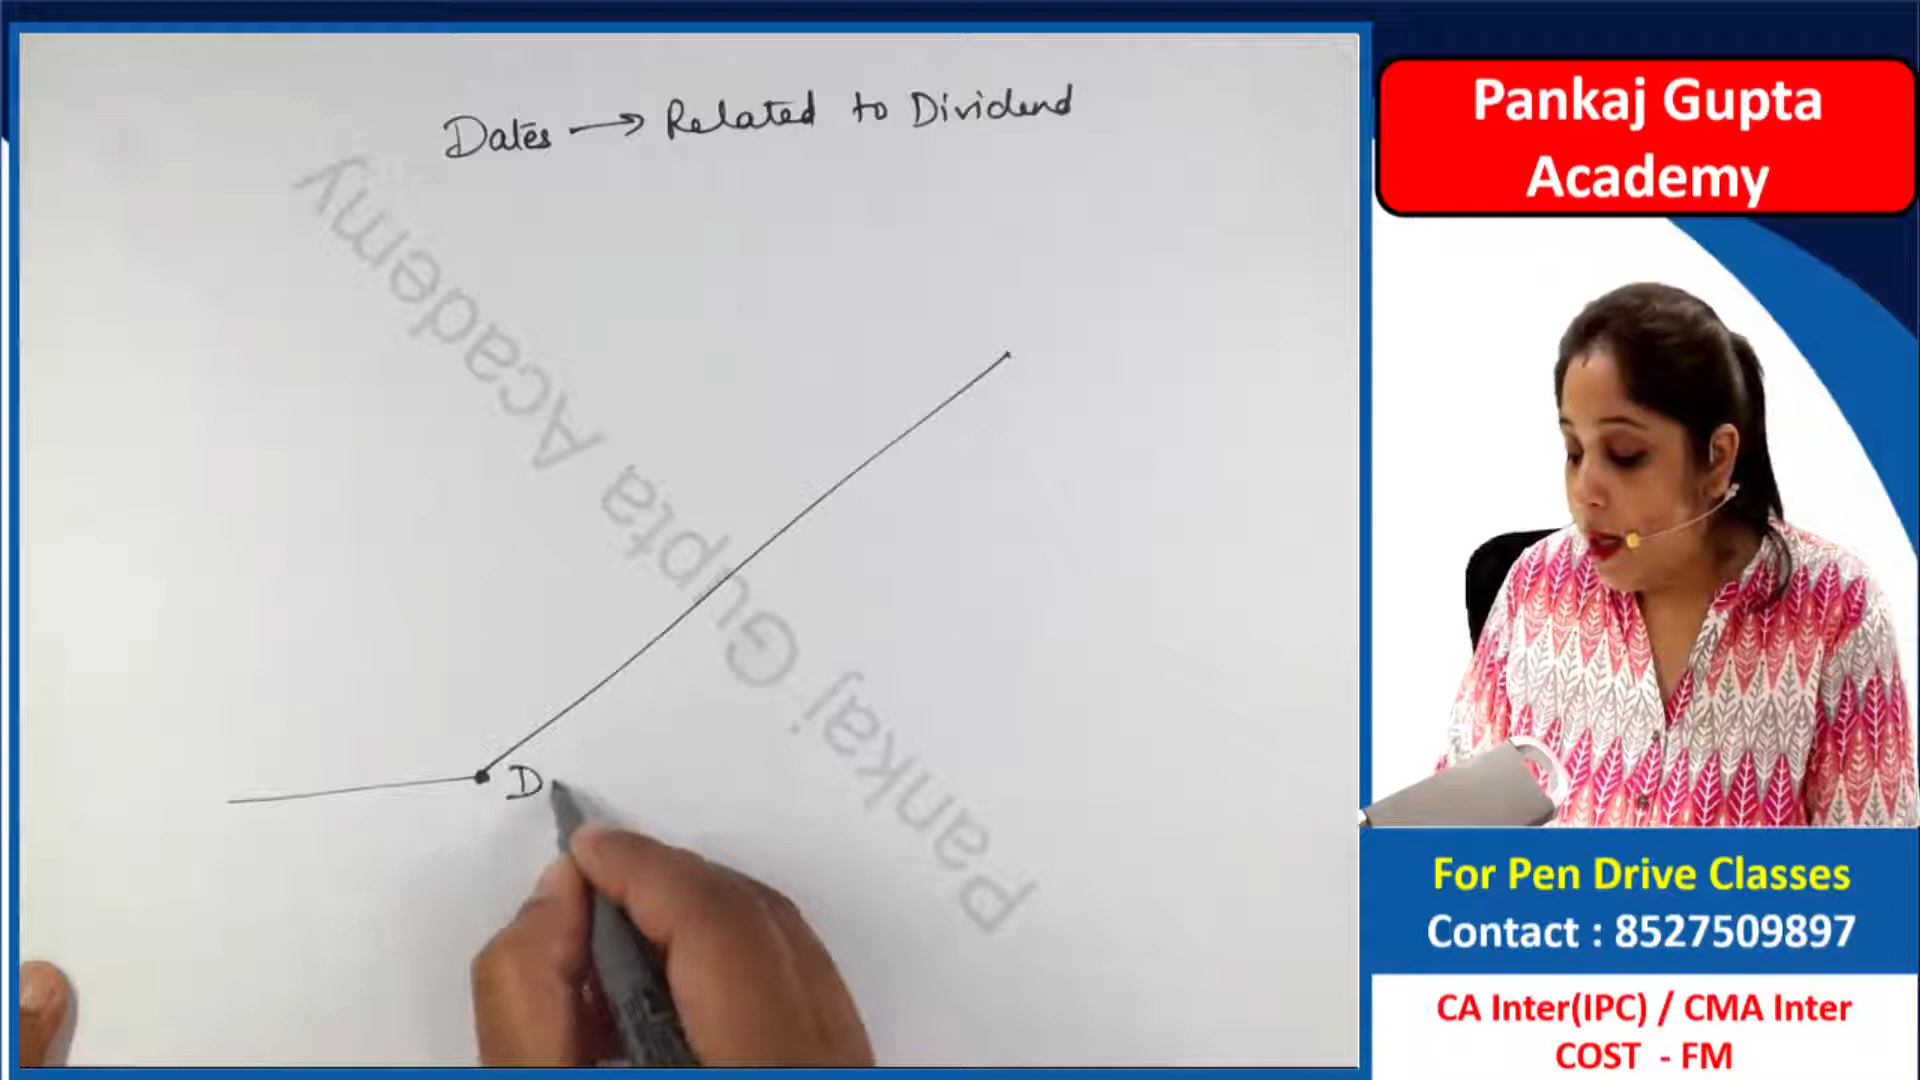 Dates → Related to Dividend
D
Pankaj Gupta Academy
Pankaj Gupta
Academy
For Pen Drive Classes
Contact : 8527509897
CA Inter(IPC) / CMA Inter
COST - FM